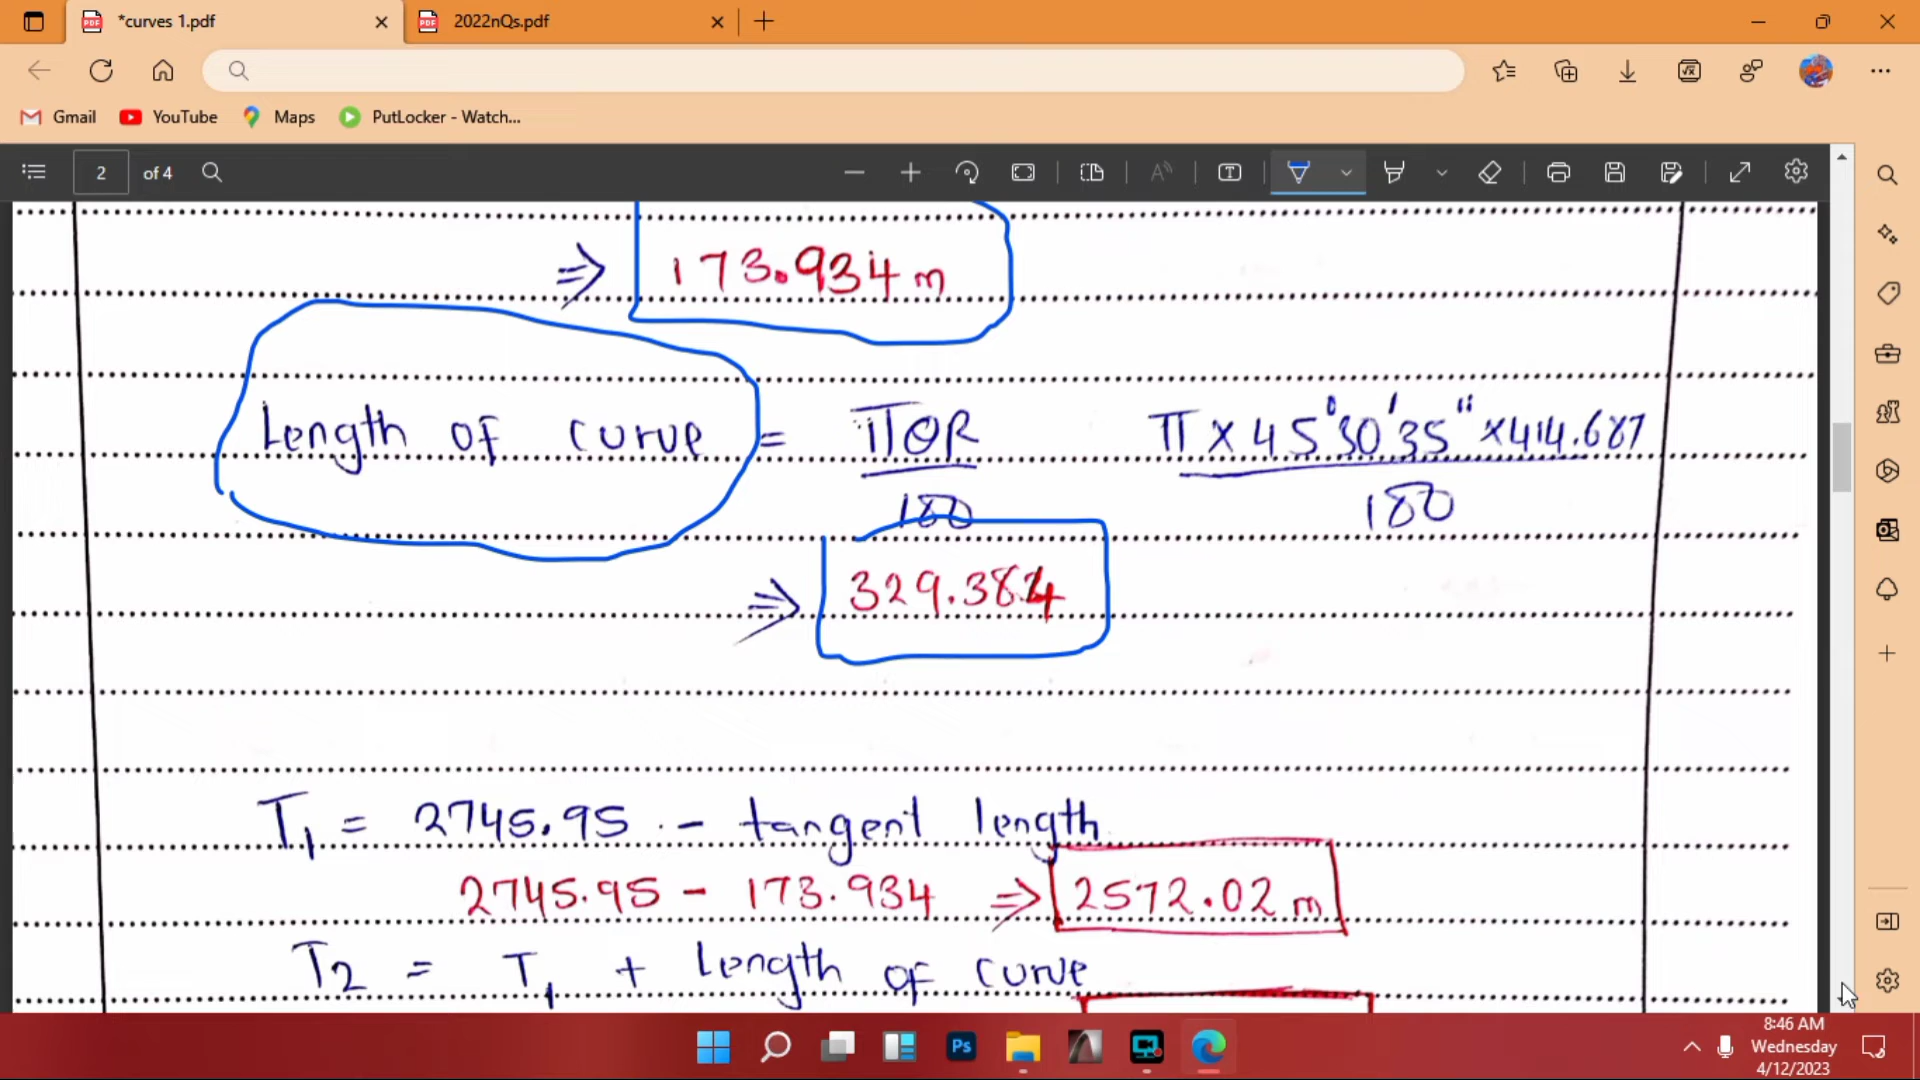 *curves 1.pdf
2022nQs.pdf
Gmail
YouTube
Maps
PutLocker - Watch...
2
of 4
⇒ 173.934 m
Length of curve = πθR / 180    π × 45°30'35" × 414.687 / 180
⇒ 329.384
T₁ = 2745.95 - tangent length
2745.95 - 173.934 ⇒ 2572.02 m
T2 = T₁ + Length of curve
Ps
8:46 AM
Wednesday
4/12/2023